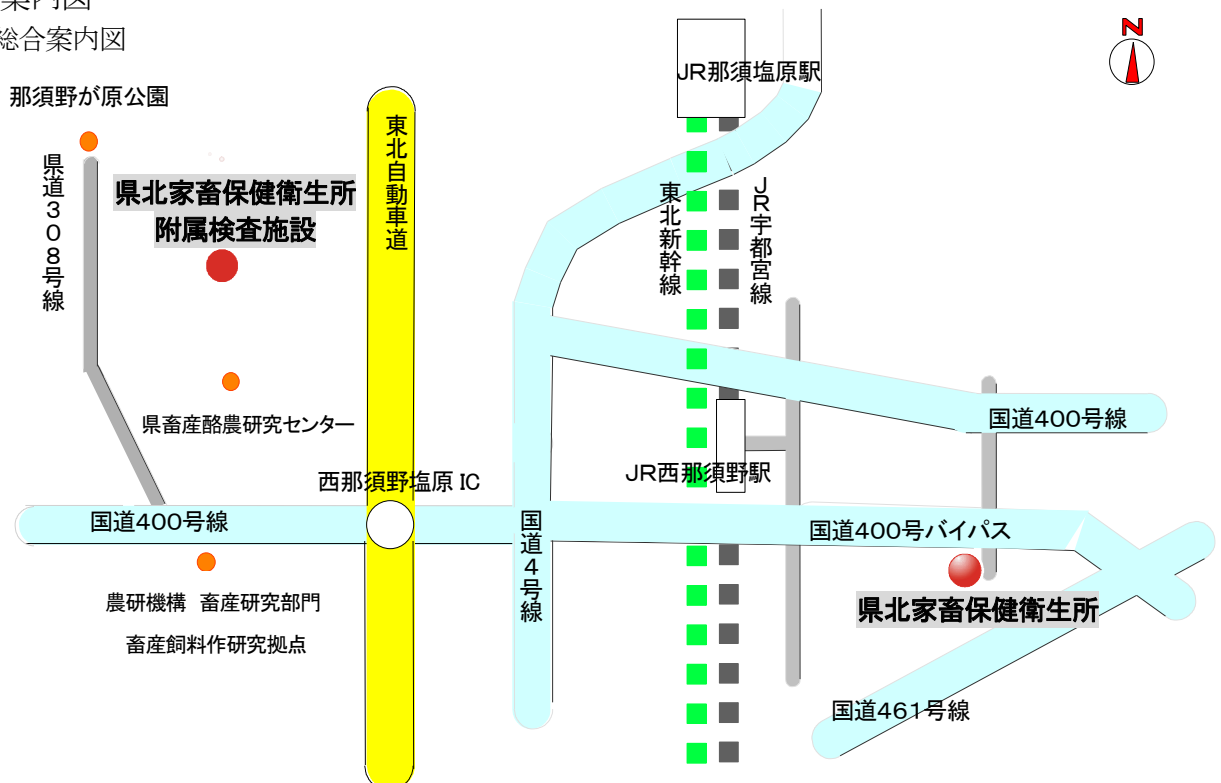 案内図
総合案内図
N
JR那須塩原駅
那須野が原公園
東北自動車道
県道308号線
県北家畜保健衛生所
附属検査施設
東北新幹線
JR宇都宮線
県畜産酪農研究センター
国道400号線
JR西那須野駅
西那須野塩原 IC
国道400号線
国道4号線
国道400号バイパス
農研機構 畜産研究部門
畜産飼料作研究拠点
県北家畜保健衛生所
国道461号線